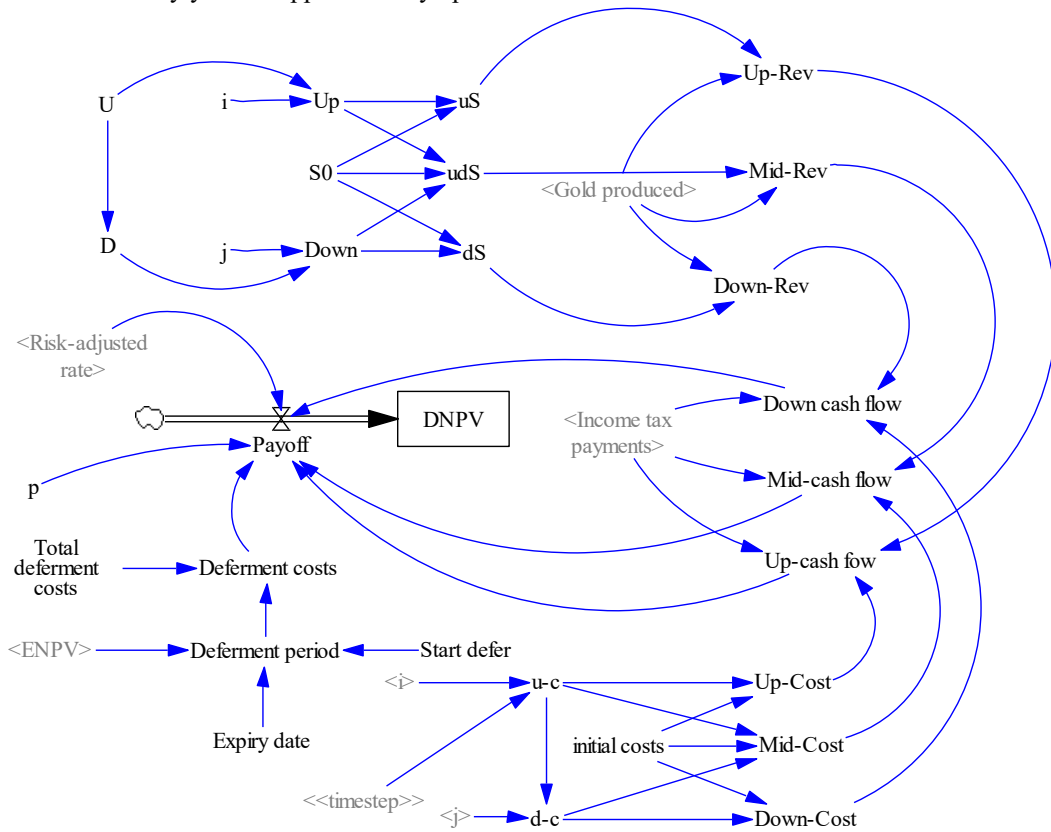 Up-Rev
U
i
Up
uS
S0
udS
Mid-Rev
<Gold produced>
D
j
Down
dS
Down-Rev
<Risk-adjusted
rate>
Down cash flow
DNPV
<Income tax
payments>
Payoff
Mid-cash flow
p
Total
deferment
costs
Deferment costs
Up-cash fow
<ENPV>
Deferment period
Start defer
<i>
u-c
Up-Cost
Expiry date
initial costs
Mid-Cost
<<timestep>>
<j>
d-c
Down-Cost